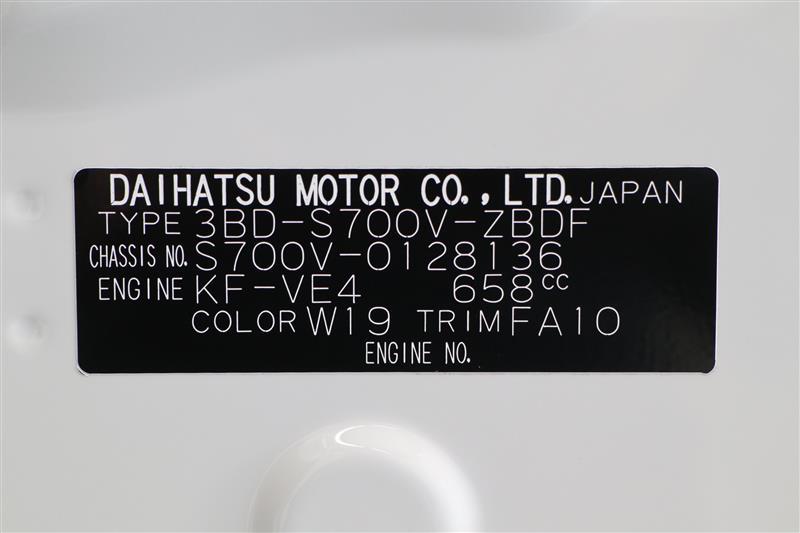 DAIHATSU MOTOR CO., LTD. JAPAN
TYPE 3BD-S700V-ZBDF
CHASSIS NO. S700V-0128136
ENGINE KF-VE4 658cc
COLOR W19 TRIM FA10
ENGINE NO.